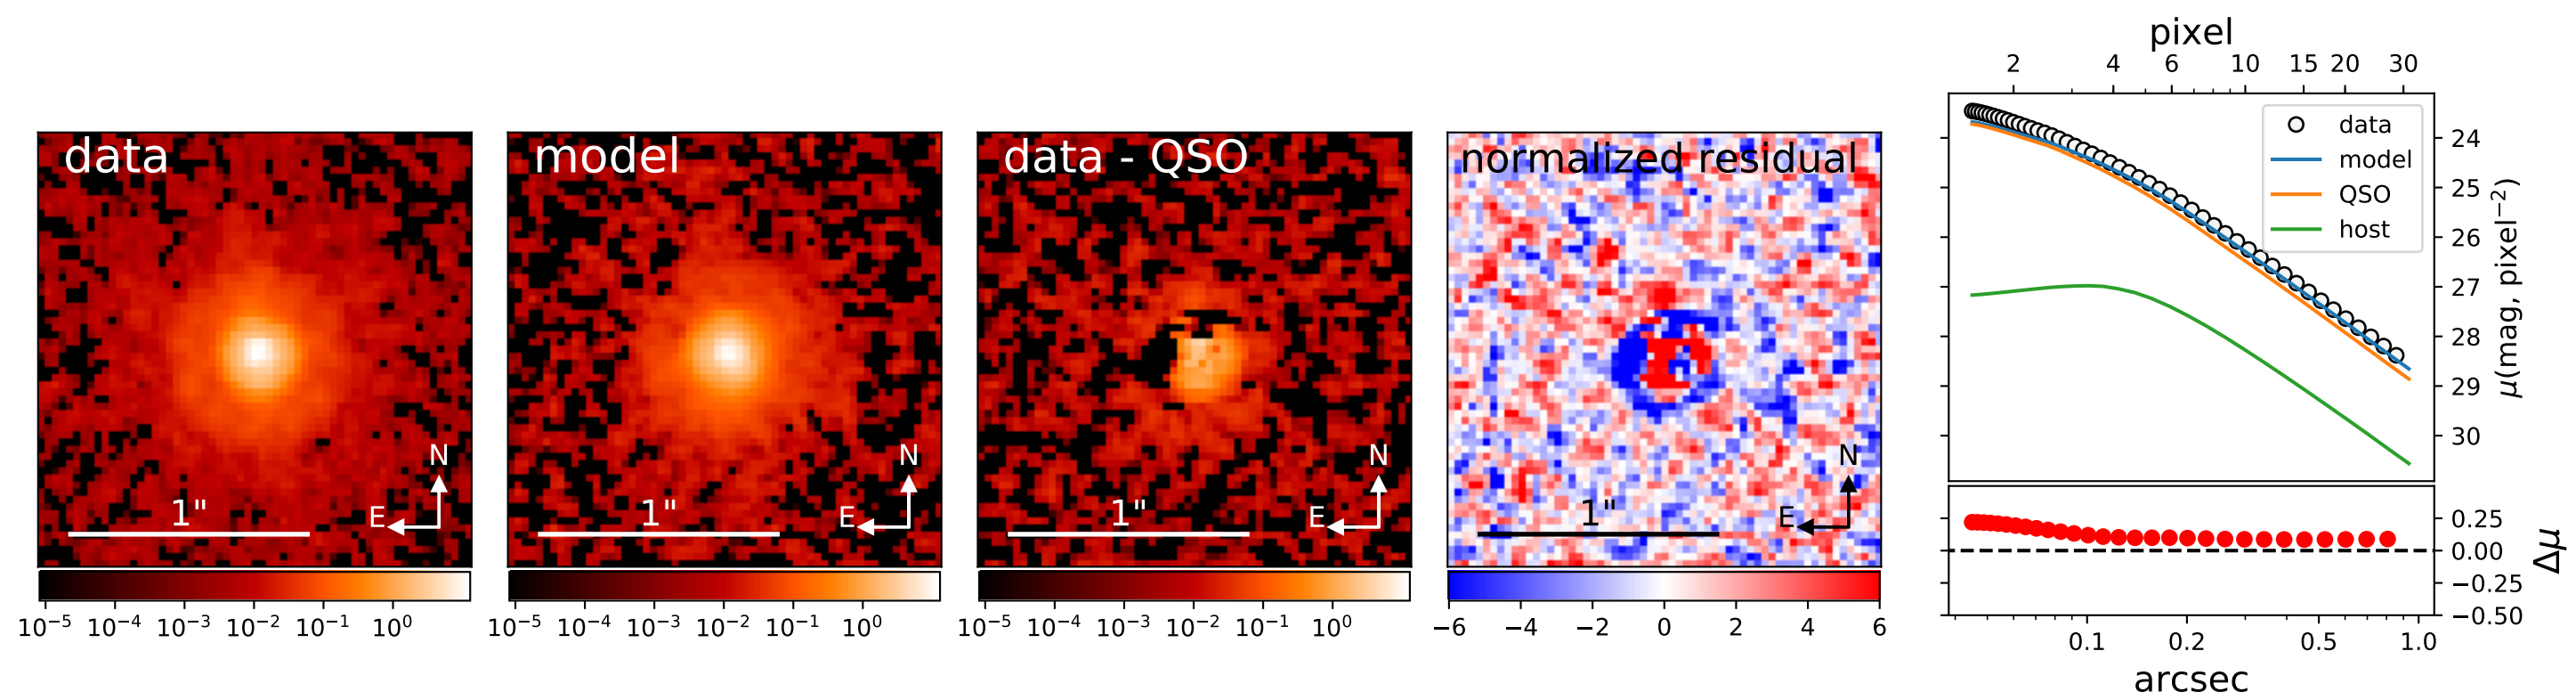 data
N
E
1"
10⁻⁵ 10⁻⁴ 10⁻³ 10⁻² 10⁻¹ 10⁰
model
N
E
1"
10⁻⁵ 10⁻⁴ 10⁻³ 10⁻² 10⁻¹ 10⁰
data - QSO
N
E
1"
10⁻⁵ 10⁻⁴ 10⁻³ 10⁻² 10⁻¹ 10⁰
normalized residual
N
E
1"
−6 −4 −2 0 2 4 6
pixel
2 4 6 10 15 20 30
data
model
QSO
host
24
25
26
27
28
29
30
μ(mag, pixel⁻²)
0.25
0.00
−0.25
−0.50
Δμ
0.1 0.2 0.5 1.0
arcsec